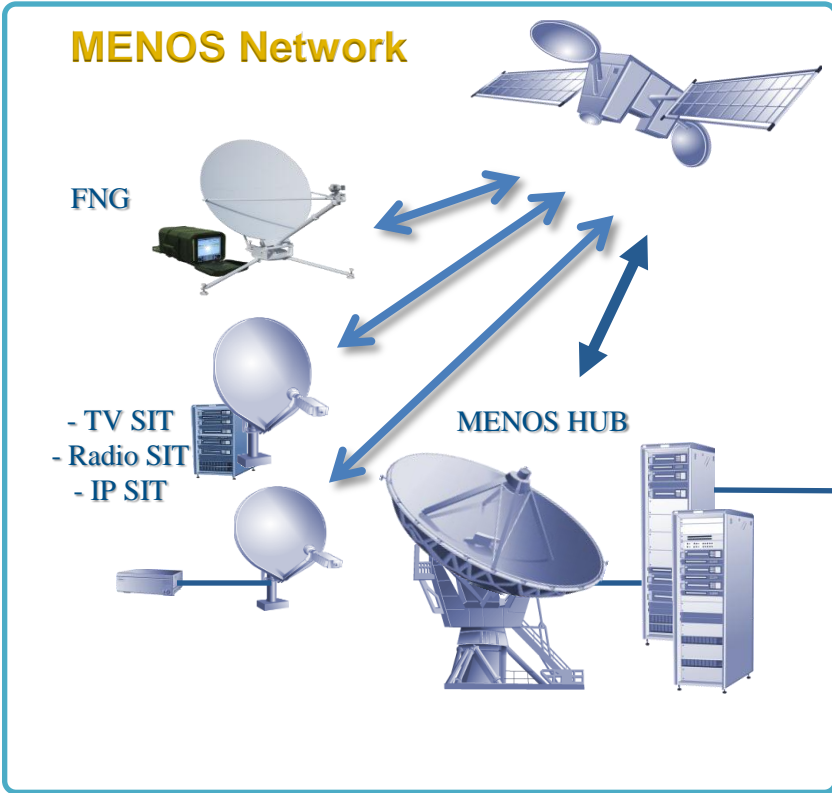 MENOS Network
FNG
- TV SIT
- Radio SIT
- IP SIT
MENOS HUB